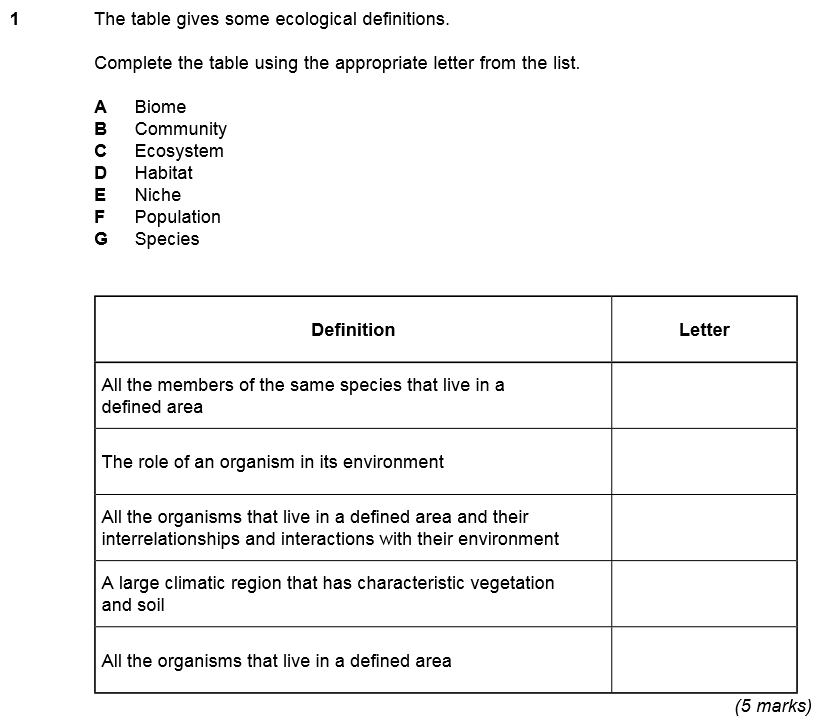 1 The table gives some ecological definitions.
Complete the table using the appropriate letter from the list.
A Biome
B Community
C Ecosystem
D Habitat
E Niche
F Population
G Species
Definition Letter
All the members of the same species that live in a
defined area
The role of an organism in its environment
All the organisms that live in a defined area and their
interrelationships and interactions with their environment
A large climatic region that has characteristic vegetation
and soil
All the organisms that live in a defined area
(5 marks)